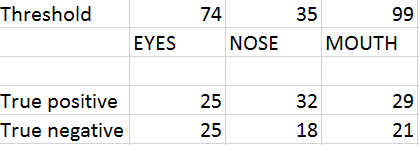 Threshold 74 35 99
EYES NOSE MOUTH
True positive 25 32 29
True negative 25 18 21